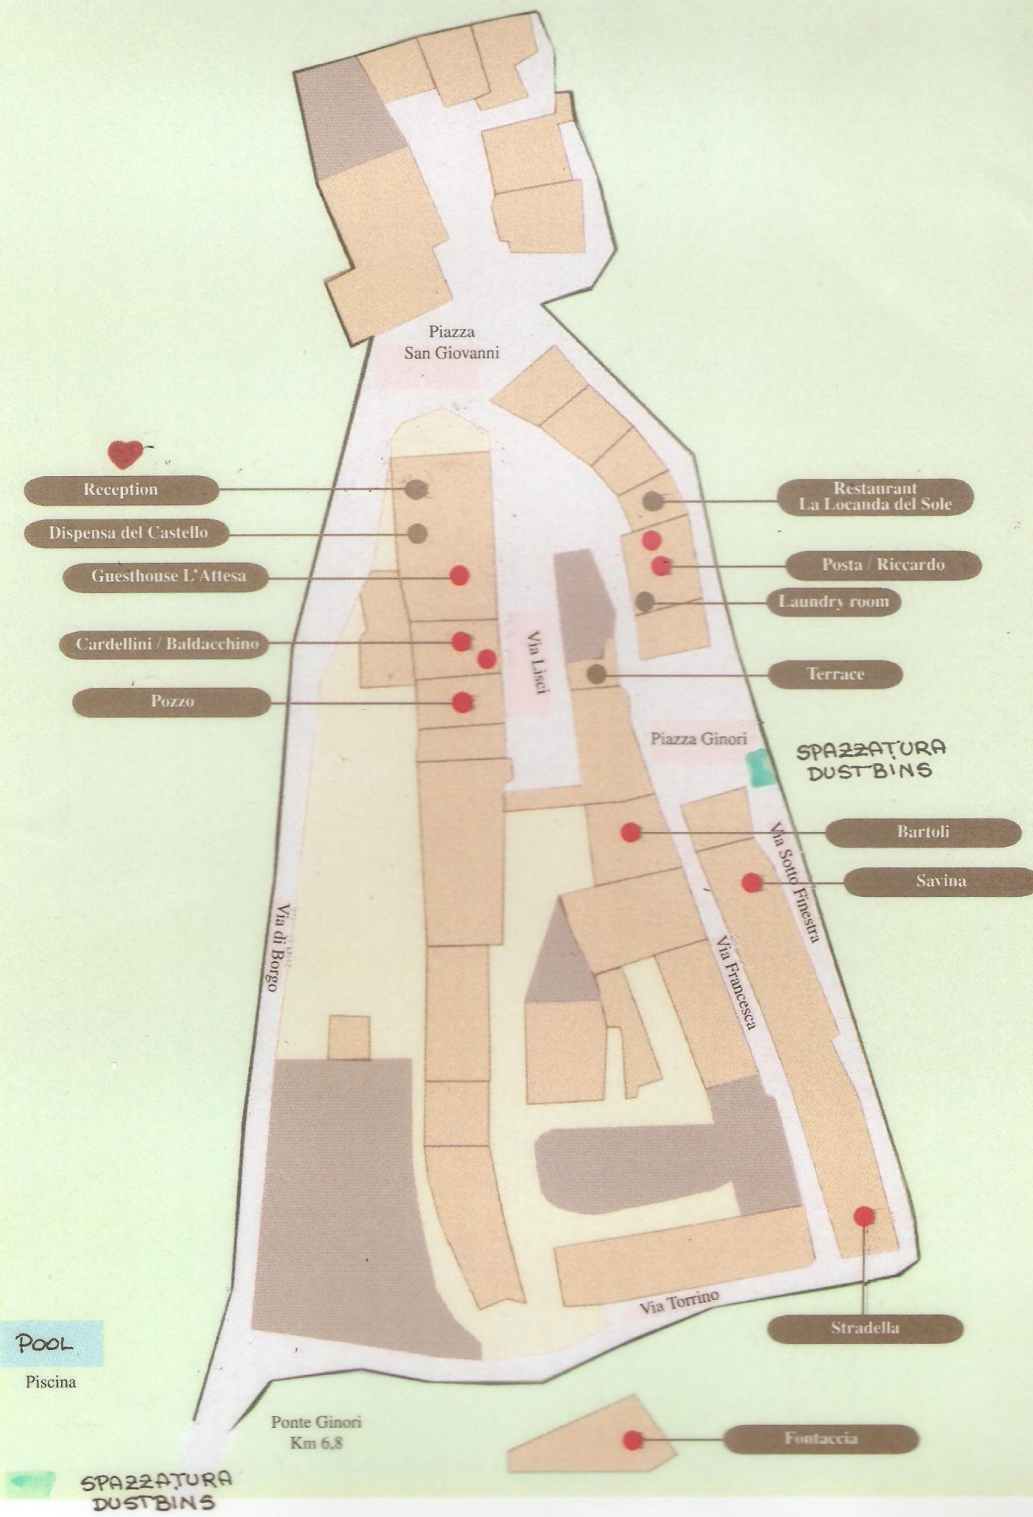 Piazza
San Giovanni
Reception
Dispensa del Castello
Guesthouse L'Attesa
Cardellini / Baldacchino
Pozzo
Restaurant
La Locanda del Sole
Posta / Riccardo
Laundry room
Terrace
Via Lisci
Piazza Ginori
SPAZZATURA
DUSTBINS
Bartoli
Savina
Via Sotto Finestra
Via Francesca
Via di Borgo
Via Torrino
Stradella
POOL
Piscina
Ponte Ginori
Km 6,8
Fontaccia
SPAZZATURA
DUSTBINS